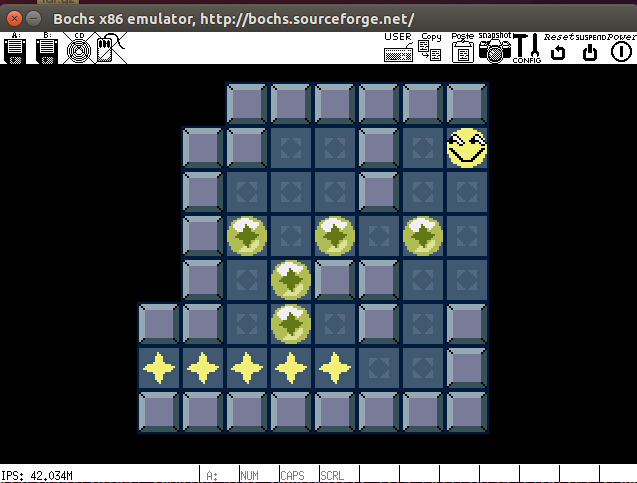 Bochs x86 emulator, http://bochs.sourceforge.net/
A: B: CD USER Copy Paste snapshot CONFIG Reset SUSPEND Power
IPS: 42.034M A: NUM CAPS SCRL